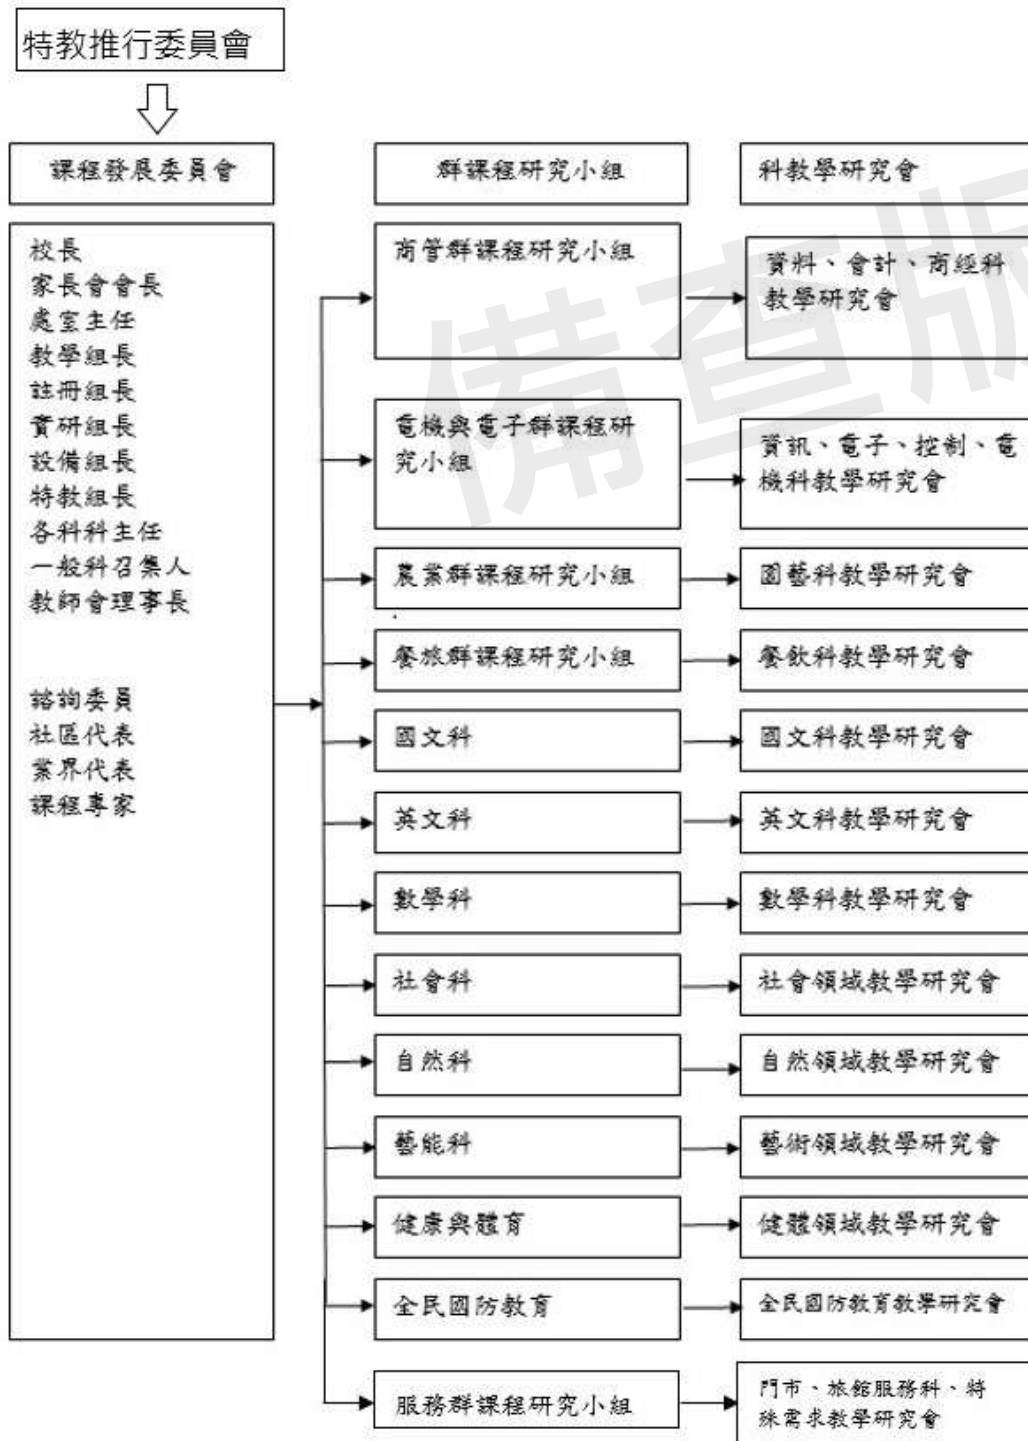 特教推行委員會
課程發展委員會
群課程研究小組
科教學研究會
校長
家長會會長
處室主任
教學組長
註冊組長
實研組長
設備組長
特教組長
各科科主任
一般科召集人
教師會理事長
諮詢委員
社區代表
業界代表
課程專家
商管群課程研究小組
資料、會計、商經科
教學研究會
電機與電子群課程研
究小組
資訊、電子、控制、電
機科教學研究會
農業群課程研究小組
園藝科教學研究會
餐旅群課程研究小組
餐飲科教學研究會
國文科
國文科教學研究會
英文科
英文科教學研究會
數學科
數學科教學研究會
社會科
社會領域教學研究會
自然科
自然領域教學研究會
藝能科
藝術領域教學研究會
健康與體育
健體領域教學研究會
全民國防教育
全民國防教育教學研究會
服務群課程研究小組
門市、旅館服務科、特
殊需求教學研究會
備查版